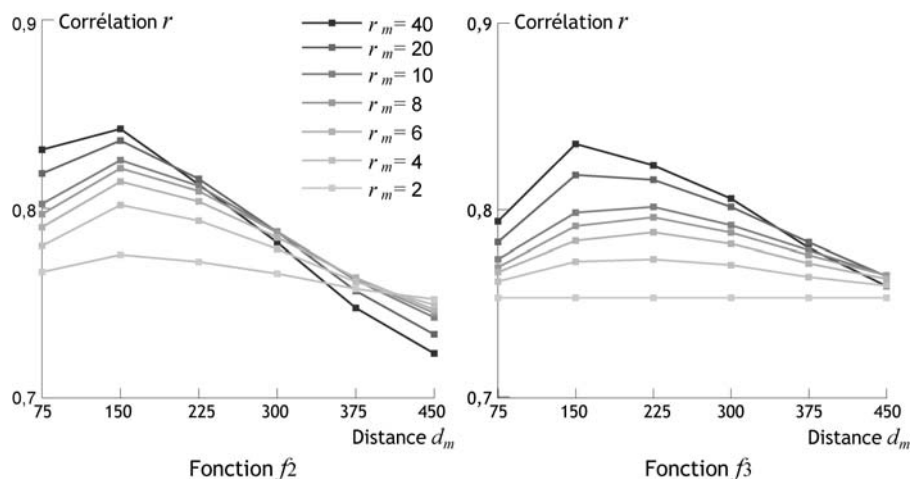 0,9
Corrélation r
r m = 40
r m = 20
r m = 10
r m = 8
r m = 6
r m = 4
r m = 2
0,8
0,7
75 150 225 300 375 450
Distance dm
Fonction f2
0,9
Corrélation r
0,8
0,7
75 150 225 300 375 450
Distance dm
Fonction f3